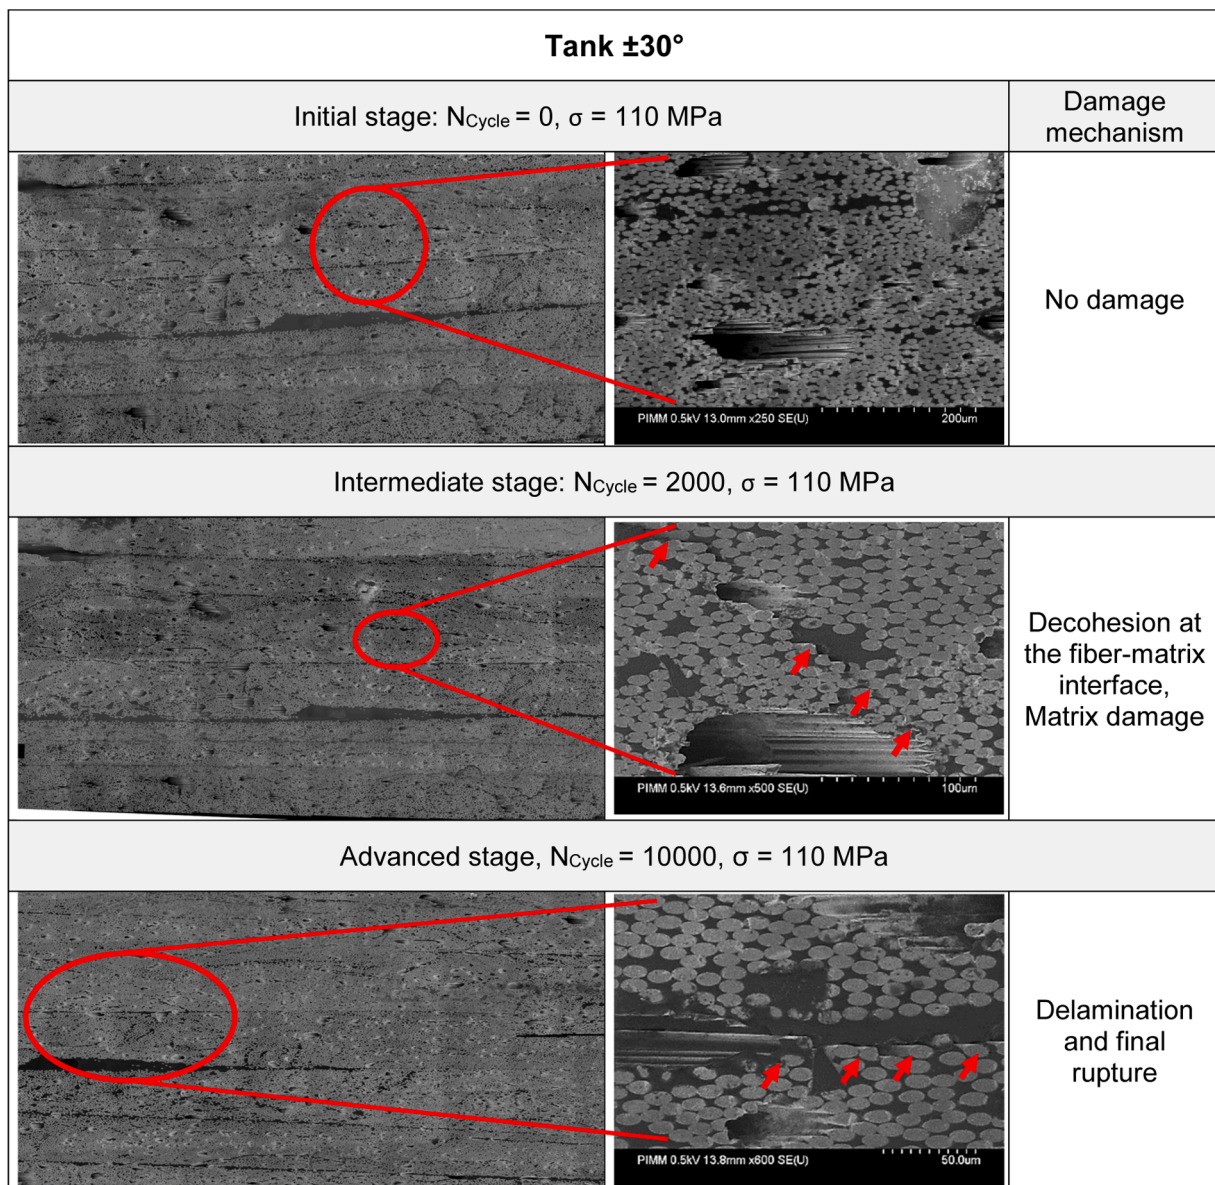 Tank ±30°
Initial stage: NCycle = 0, σ = 110 MPa
Damage
mechanism
PIMM 0.5kV 13.0mm x250 SE(U)
200um
No damage
Intermediate stage: NCycle = 2000, σ = 110 MPa
PIMM 0.5kV 13.6mm x500 SE(U)
100um
Decohesion at
the fiber-matrix
interface,
Matrix damage
Advanced stage, NCycle = 10000, σ = 110 MPa
PIMM 0.5kV 13.8mm x600 SE(U)
50.0um
Delamination
and final
rupture